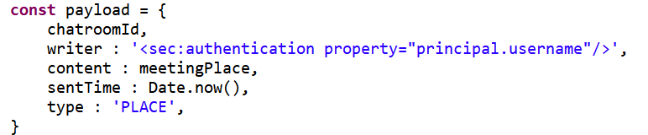 const payload = {
    chatroomId,
    writer : '<sec:authentication property="principal.username"/>',
    content : meetingPlace,
    sentTime : Date.now(),
    type : 'PLACE',
}